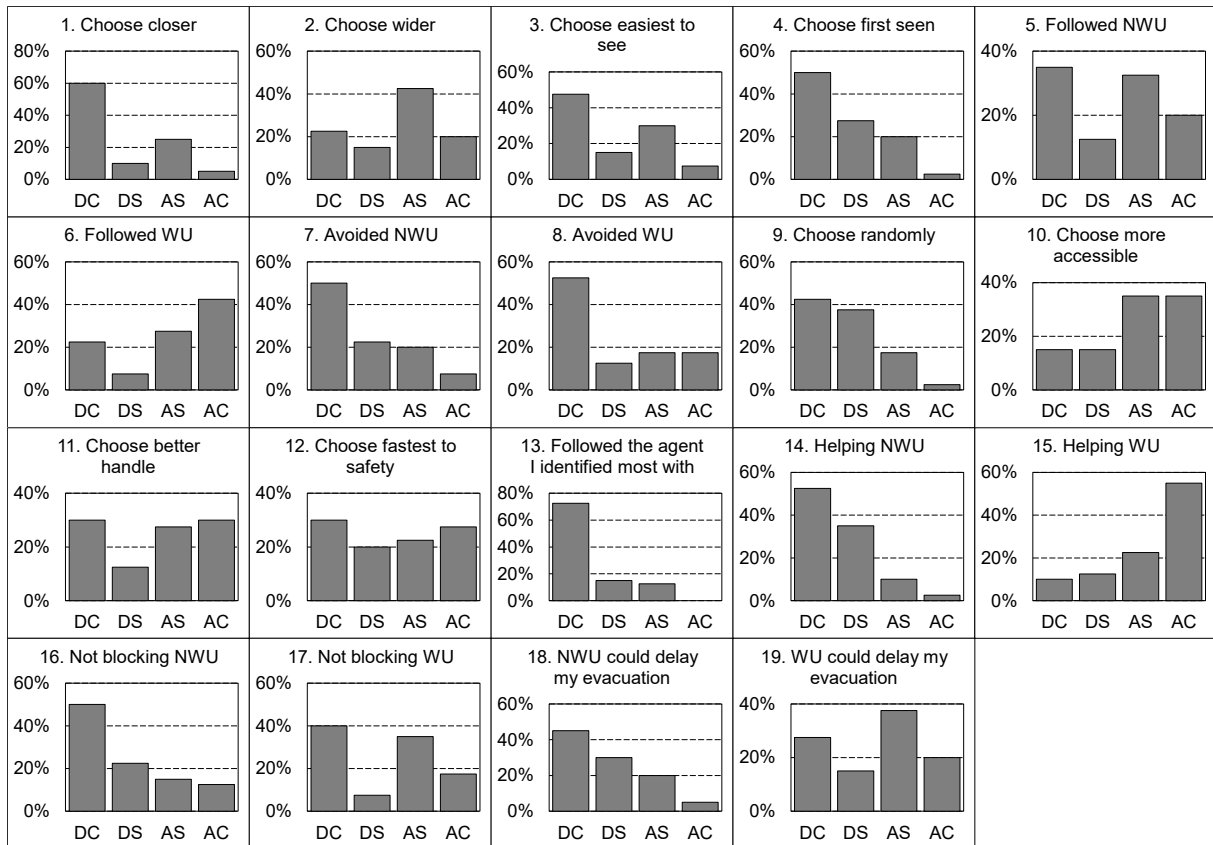 1. Choose closer
80%
60%
40%
20%
0%
DC DS AS AC
2. Choose wider
60%
40%
20%
0%
DC DS AS AC
3. Choose easiest to
see
60%
40%
20%
0%
DC DS AS AC
4. Choose first seen
60%
40%
20%
0%
DC DS AS AC
5. Followed NWU
40%
20%
0%
DC DS AS AC
6. Followed WU
60%
40%
20%
0%
DC DS AS AC
7. Avoided NWU
60%
40%
20%
0%
DC DS AS AC
8. Avoided WU
60%
40%
20%
0%
DC DS AS AC
9. Choose randomly
60%
40%
20%
0%
DC DS AS AC
10. Choose more
accessible
40%
20%
0%
DC DS AS AC
11. Choose better
handle
40%
20%
0%
DC DS AS AC
12. Choose fastest to
safety
40%
20%
0%
DC DS AS AC
13. Followed the agent
I identified most with
80%
60%
40%
20%
0%
DC DS AS AC
14. Helping NWU
60%
40%
20%
0%
DC DS AS AC
15. Helping WU
60%
40%
20%
0%
DC DS AS AC
16. Not blocking NWU
60%
40%
20%
0%
DC DS AS AC
17. Not blocking WU
60%
40%
20%
0%
DC DS AS AC
18. NWU could delay
my evacuation
60%
40%
20%
0%
DC DS AS AC
19. WU could delay my
evacuation
40%
20%
0%
DC DS AS AC